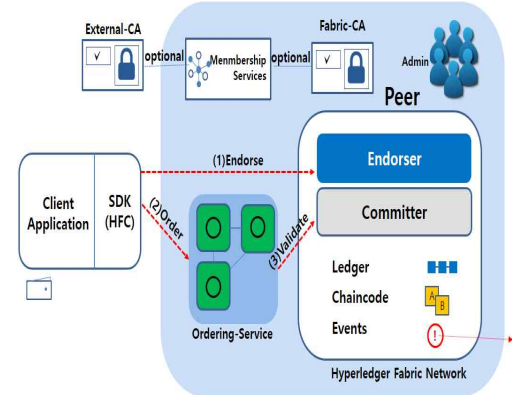 External-CA
Fabric-CA
optional
Menmbership
Services
optional
Admin
Peer
(1)Endorse
Endorser
Client
Application
SDK
(HFC)
(2)Order
Committer
(3)Validate
Ledger
Chaincode
A
B
Events
!
Ordering-Service
Hyperledger Fabric Network